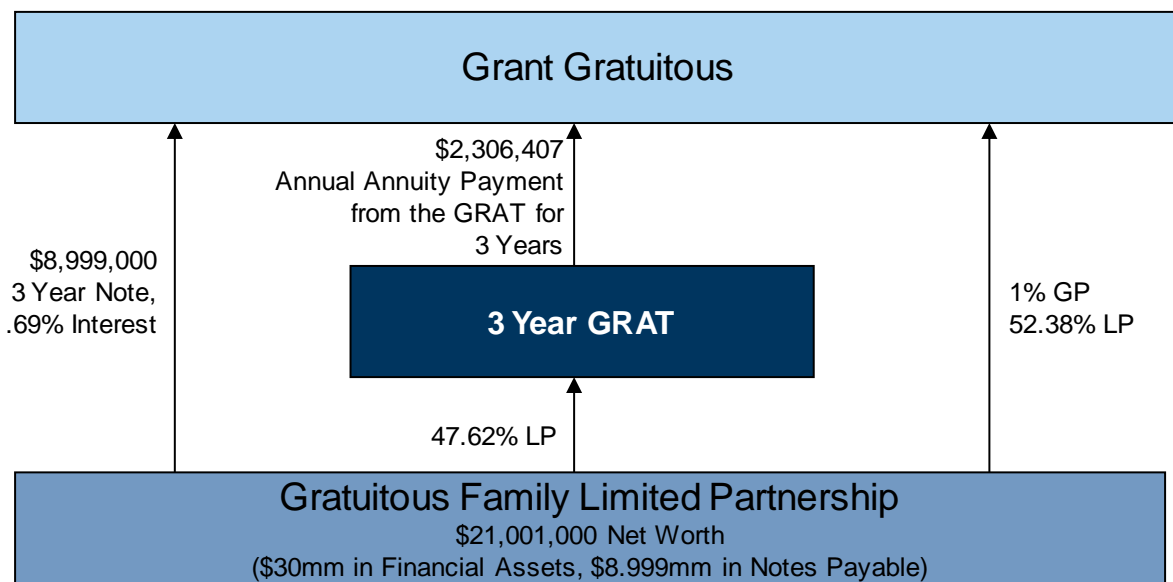 Grant Gratuitous
$2,306,407
Annual Annuity Payment
from the GRAT for
3 Years
$8,999,000
3 Year Note,
.69% Interest
3 Year GRAT
1% GP
52.38% LP
47.62% LP
Gratuitous Family Limited Partnership
$21,001,000 Net Worth
($30mm in Financial Assets, $8.999mm in Notes Payable)